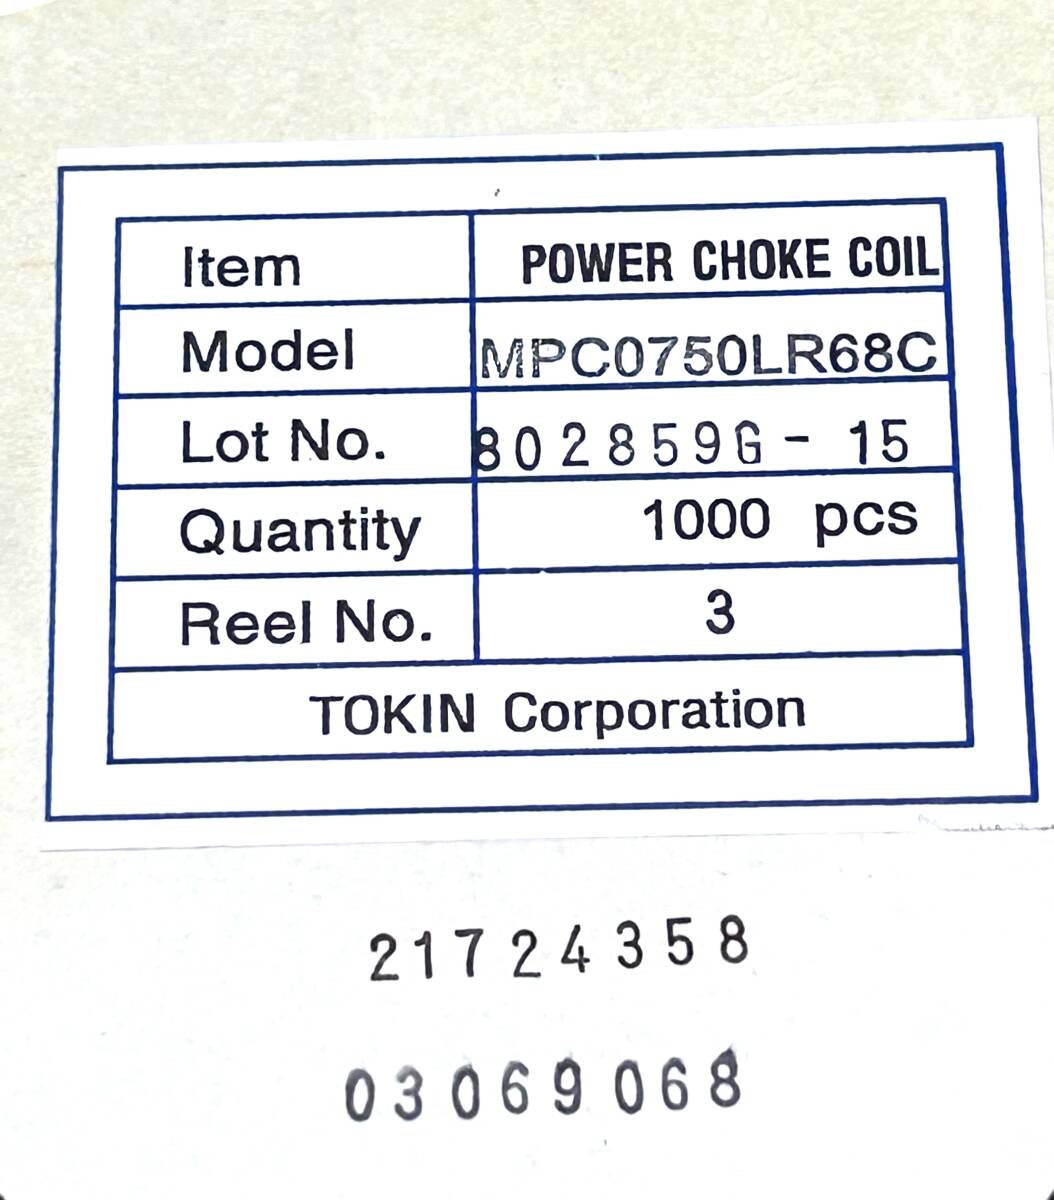 Item POWER CHOKE COIL
Model MPC0750LR68C
Lot No. 802859G - 15
Quantity 1000 pcs
Reel No. 3
TOKIN Corporation
21724358
03069068